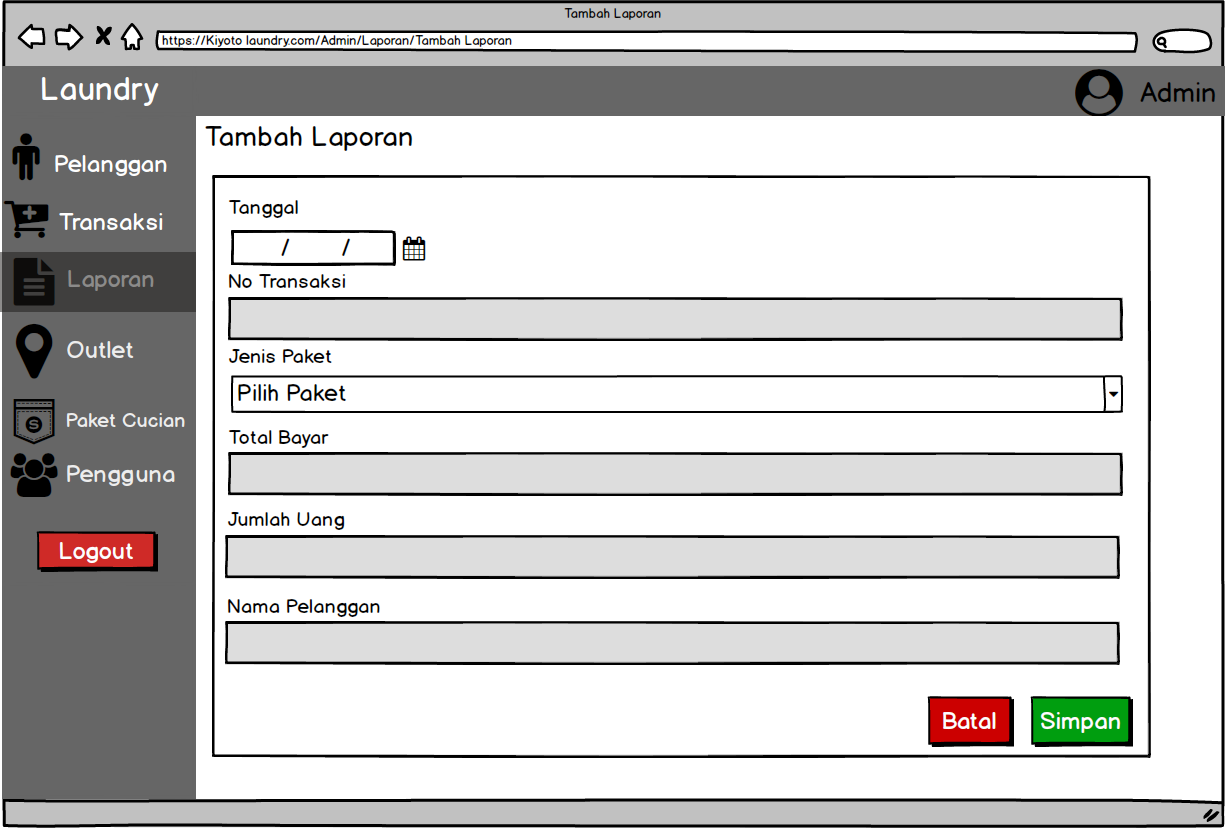 Tambah Laporan
https://Kiyoto laundry.com/Admin/Laporan/Tambah Laporan
Laundry
Admin
Pelanggan
Transaksi
Laporan
Outlet
Paket Cucian
Pengguna
Logout
Tambah Laporan
Tanggal
/ /
No Transaksi
Jenis Paket
Pilih Paket
Total Bayar
Jumlah Uang
Nama Pelanggan
Batal
Simpan